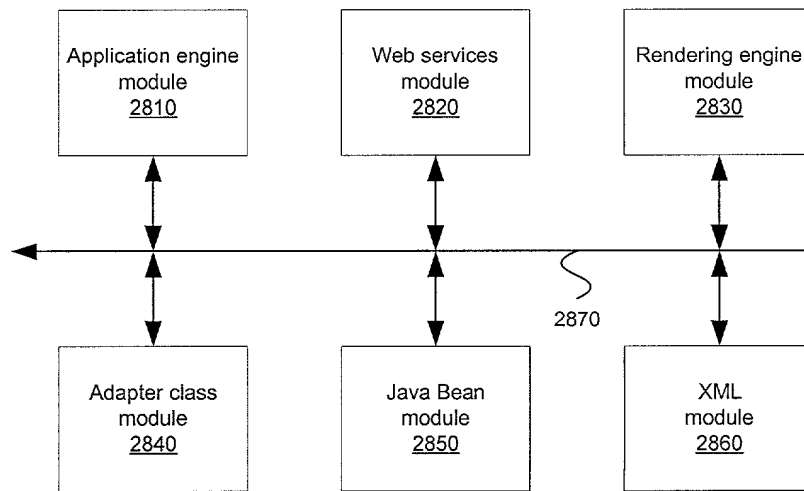 Application engine
module
2810
Web services
module
2820
Rendering engine
module
2830
2870
Adapter class
module
2840
Java Bean
module
2850
XML
module
2860